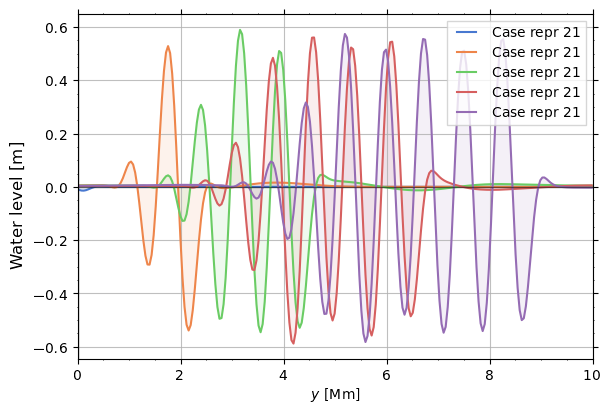 0.6
0.4
0.2
0.0
−0.2
−0.4
−0.6
Water level [m]
Case repr 21
Case repr 21
Case repr 21
Case repr 21
Case repr 21
0 2 4 6 8 10
y [Mm]